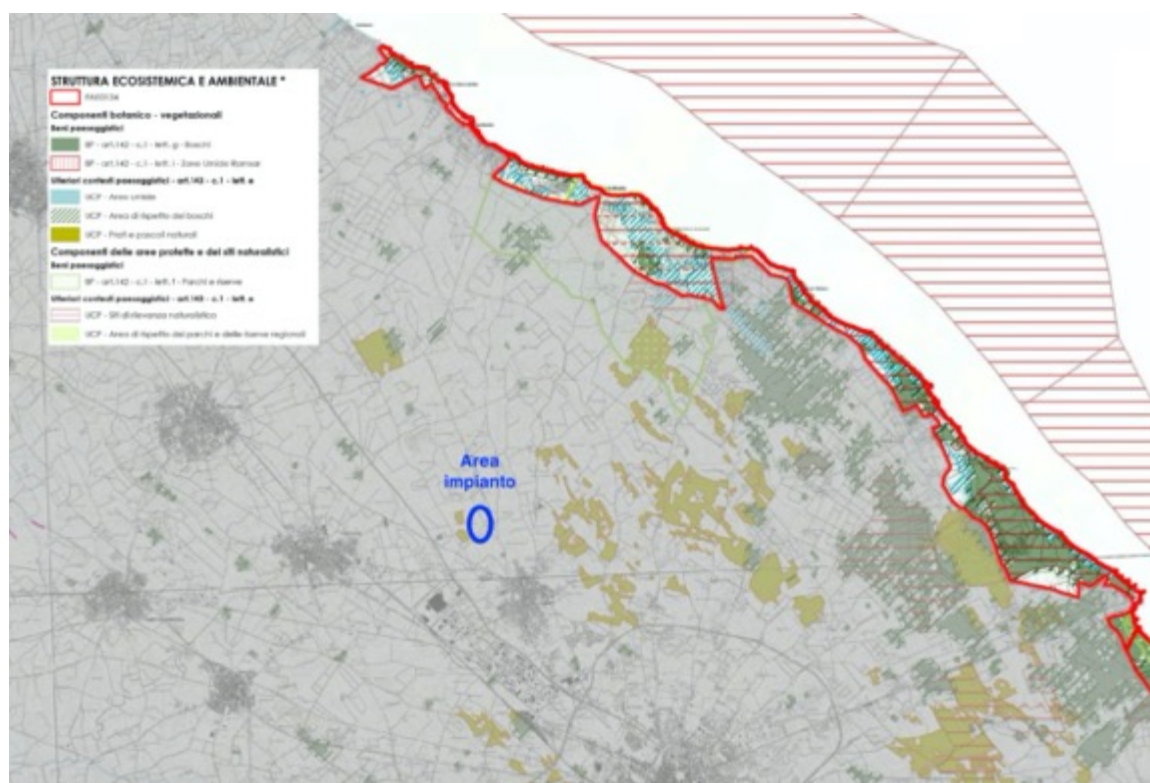 STRUTTURA ECOSISTEMICA E AMBIENTALE *
Componenti botanico - vegetazionali
Beni paesaggistici
BP - art.142 - c.1 - lett. g - Boschi
BP - art.142 - c.1 - lett. i - Zone Umide Ramsar
Ulteriori contesti paesaggistici - art.143 - c.1 - lett. e
UCP - Aree umide
UCP - Area di rispetto dei boschi
UCP - Prati e pascoli naturali
Componenti delle aree protette e dei siti naturalistici
Beni paesaggistici
BP - art.142 - c.1 - lett. f - Parchi e riserve
Ulteriori contesti paesaggistici - art.143 - c.1 - lett. e
UCP - Siti di rilevanza naturalistica
UCP - Area di rispetto dei parchi e delle riserve regionali
Area
impianto